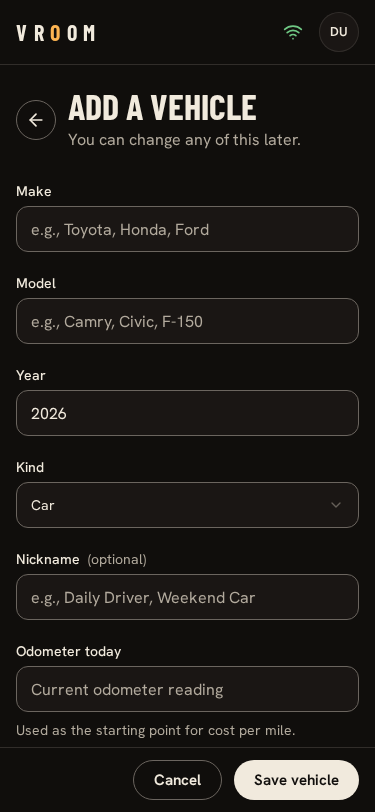 VROOM
DU
ADD A VEHICLE
You can change any of this later.
Make
e.g., Toyota, Honda, Ford
Model
e.g., Camry, Civic, F-150
Year
2026
Kind
Car
Nickname (optional)
e.g., Daily Driver, Weekend Car
Odometer today
Current odometer reading
Used as the starting point for cost per mile.
Cancel
Save vehicle